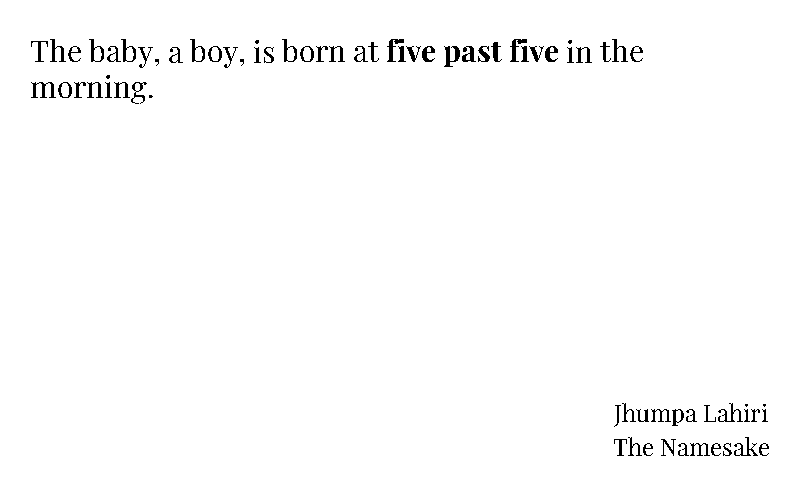 The baby, a boy, is born at five past five in the
morning.
Jhumpa Lahiri
The Namesake